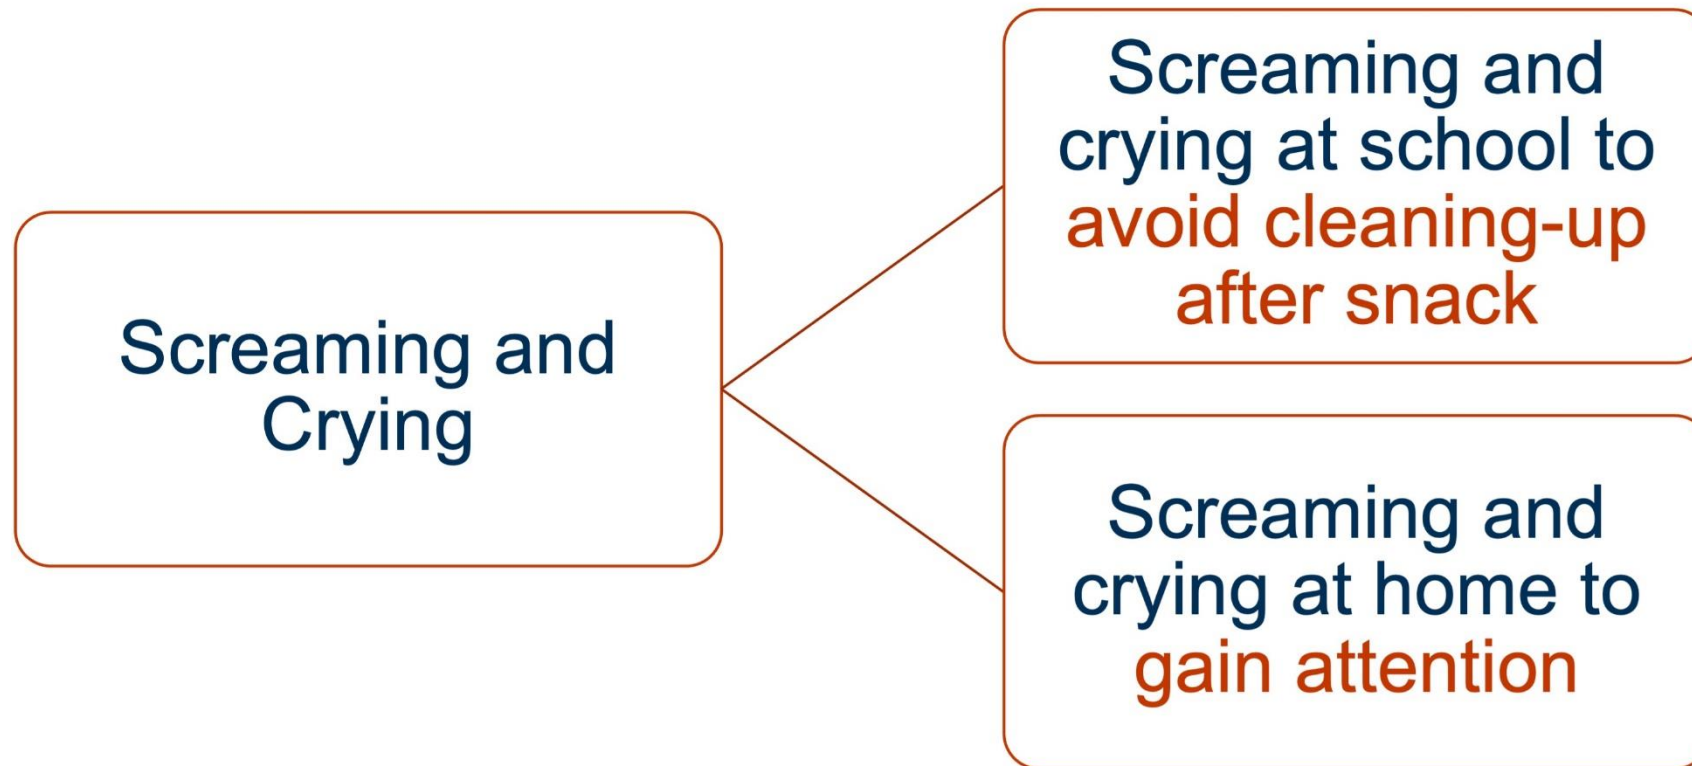 Screaming and
Crying
Screaming and
crying at school to
avoid cleaning-up
after snack
Screaming and
crying at home to
gain attention